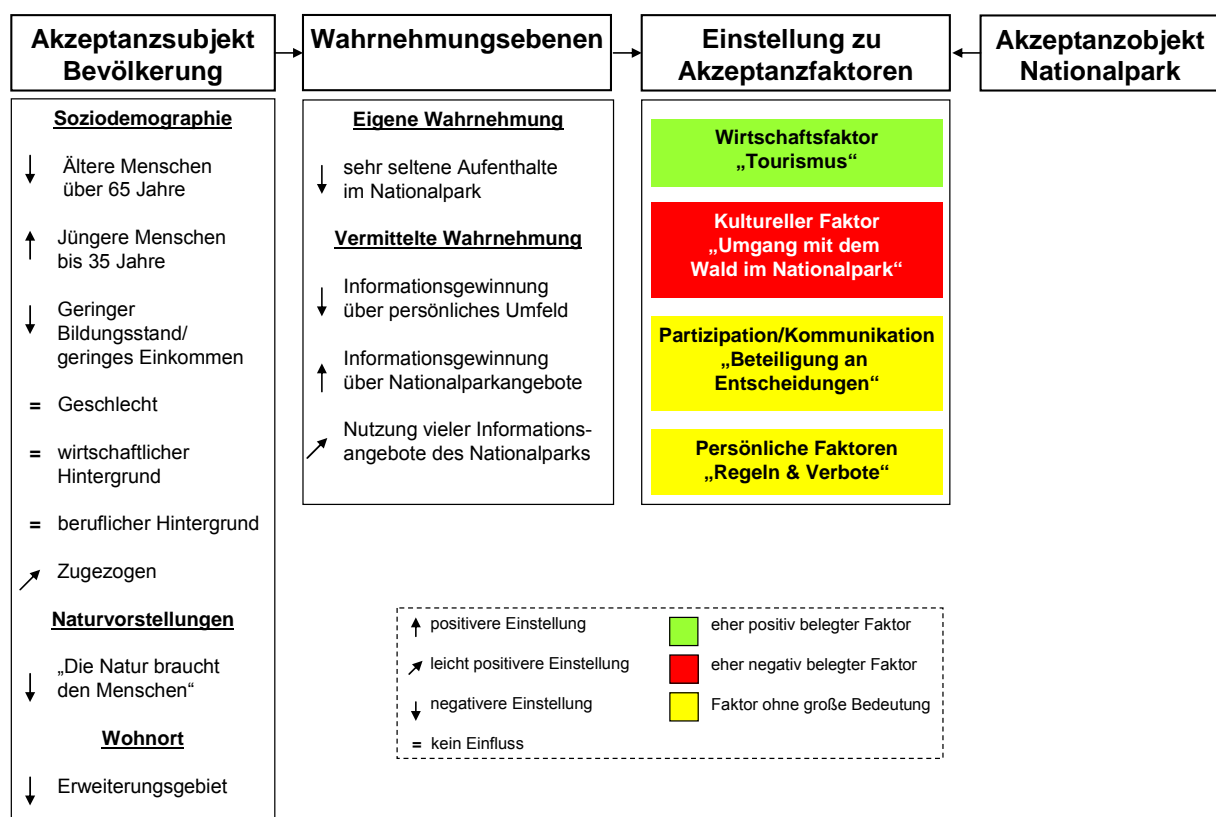 Akzeptanzsubjekt
Bevölkerung
Wahrnehmungsebenen
Einstellung zu
Akzeptanzfaktoren
Akzeptanzobjekt
Nationalpark
Soziodemographie
↓ Ältere Menschen
über 65 Jahre
↑ Jüngere Menschen
bis 35 Jahre
↓ Geringer
Bildungsstand/
geringes Einkommen
= Geschlecht
= wirtschaftlicher
Hintergrund
= beruflicher Hintergrund
↗ Zugezogen
Naturvorstellungen
↓ „Die Natur braucht
den Menschen“
Wohnort
↓ Erweiterungsgebiet
Eigene Wahrnehmung
↓ sehr seltene Aufenthalte
im Nationalpark
Vermittelte Wahrnehmung
↓ Informationsgewinnung
über persönliches Umfeld
↑ Informationsgewinnung
über Nationalparkangebote
↗ Nutzung vieler Informations-
angebote des Nationalparks
Wirtschaftsfaktor
„Tourismus“
Kultureller Faktor
„Umgang mit dem
Wald im Nationalpark“
Partizipation/Kommunikation
„Beteiligung an
Entscheidungen“
Persönliche Faktoren
„Regeln & Verbote“
↑ positivere Einstellung
↗ leicht positivere Einstellung
↓ negativere Einstellung
= kein Einfluss
eher positiv belegter Faktor
eher negativ belegter Faktor
Faktor ohne große Bedeutung